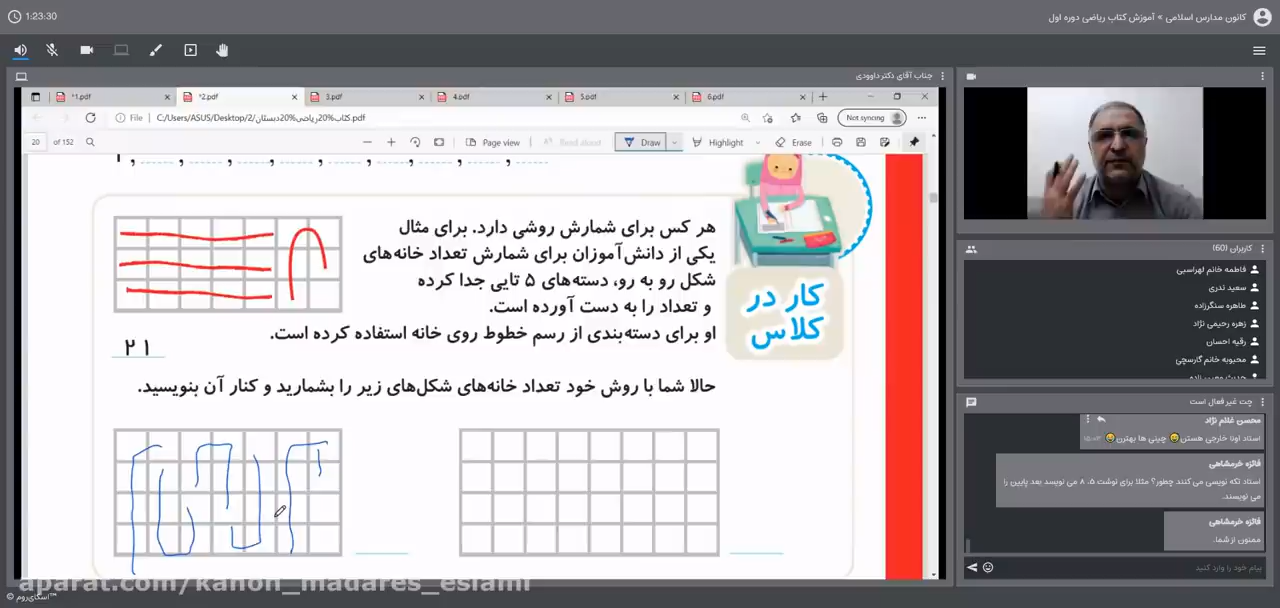 1:23:30
کانون مدارس اسلامی » آموزش کتاب ریاضی دوره اول
جناب آقای دکتر داوودی
*1.pdf
*2.pdf
3.pdf
4.pdf
5.pdf
6.pdf
File
C:/Users/ASUS/Desktop/2/کتاب%20ریاضی%20دبستان.pdf
Not syncing
20 of 152
Page view
Read aloud
Draw
Highlight
Erase
هر کس برای شمارش روشی دارد. برای مثال
یکی از دانش‌آموزان برای شمارش تعداد خانه‌های
شکل رو به رو، دسته‌های ۵ تایی جدا کرده
و تعداد را به دست آورده است.
او برای دسته‌بندی از رسم خطوط روی خانه استفاده کرده است.
۲۱
کار در
کلاس
حالا شما با روش خود تعداد خانه‌های شکل‌های زیر را بشمارید و کنار آن بنویسید.
aparat.com/kanon_madares_eslami
کاربران (60)
فاطمه خانم لهراسبی
سعید ندری
طاهره سنگرزاده
زهره رحیمی نژاد
رقیه احسان
محبوبه خانم گارسچی
چت غیر فعال است
محسن غلام نژاد
استاد اونا خارجی هستن😄 چینی ها بهترن😄
۱۵:۰۳
فائزه خرمشاهی
استاد تکه نویسی می کنند چطور؟ مثلا برای نوشت ۵، ۸ می نویسد بعد پایین را
می نویسند.
فائزه خرمشاهی
ممنون از شما.
پیام خود را وارد کنید
© اسکای‌روم™